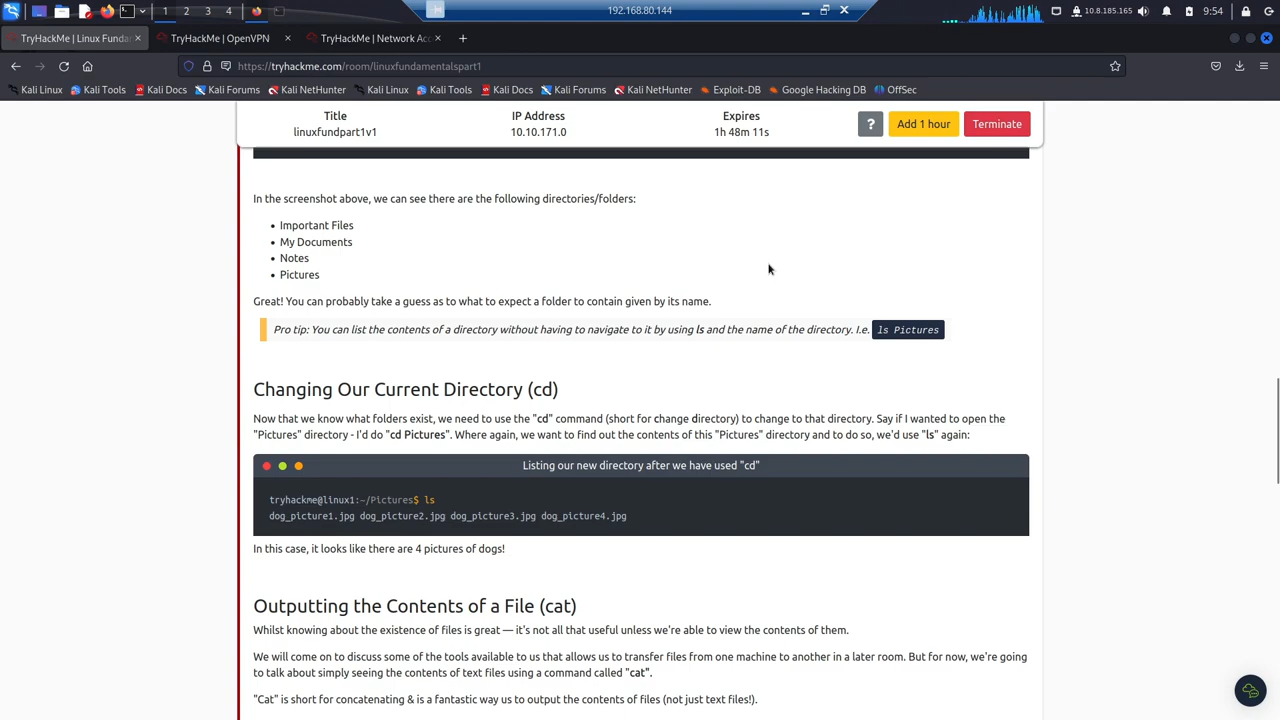 1 2 3 4
192.168.80.144
10.8.185.165
9:54
TryHackMe | Linux Fundar
TryHackMe | OpenVPN
TryHackMe | Network Acc
https://tryhackme.com/room/linuxfundamentalspart1
Kali Linux Kali Tools Kali Docs Kali Forums Kali NetHunter Kali Linux Kali Tools Kali Docs Kali Forums Kali NetHunter Exploit-DB Google Hacking DB OffSec
Title IP Address Expires
linuxfundpart1v1 10.10.171.0 1h 48m 11s
? Add 1 hour Terminate
In the screenshot above, we can see there are the following directories/folders:
Important Files
My Documents
Notes
Pictures
Great! You can probably take a guess as to what to expect a folder to contain given by its name.
Pro tip: You can list the contents of a directory without having to navigate to it by using ls and the name of the directory. I.e. ls Pictures
Changing Our Current Directory (cd)
Now that we know what folders exist, we need to use the "cd" command (short for change directory) to change to that directory. Say if I wanted to open the
"Pictures" directory - I'd do "cd Pictures". Where again, we want to find out the contents of this "Pictures" directory and to do so, we'd use "ls" again:
Listing our new directory after we have used "cd"
tryhackme@linux1:~/Pictures$ ls
dog_picture1.jpg dog_picture2.jpg dog_picture3.jpg dog_picture4.jpg
In this case, it looks like there are 4 pictures of dogs!
Outputting the Contents of a File (cat)
Whilst knowing about the existence of files is great — it's not all that useful unless we're able to view the contents of them.
We will come on to discuss some of the tools available to us that allows us to transfer files from one machine to another in a later room. But for now, we're going
to talk about simply seeing the contents of text files using a command called "cat".
"Cat" is short for concatenating & is a fantastic way us to output the contents of files (not just text files!).